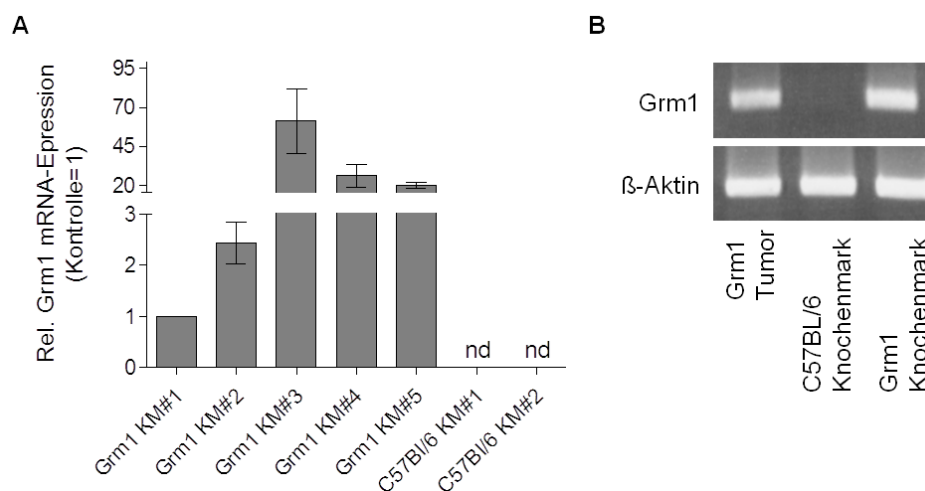 A
Rel. Grm1 mRNA-Epression
(Kontrolle=1)
95
70
45
20
3
2
1
0
nd
nd
Grm1 KM#1
Grm1 KM#2
Grm1 KM#3
Grm1 KM#4
Grm1 KM#5
C57Bl/6 KM#1
C57Bl/6 KM#2
B
Grm1
ß-Aktin
Grm1
Tumor
C57BL/6
Knochenmark
Grm1
Knochenmark